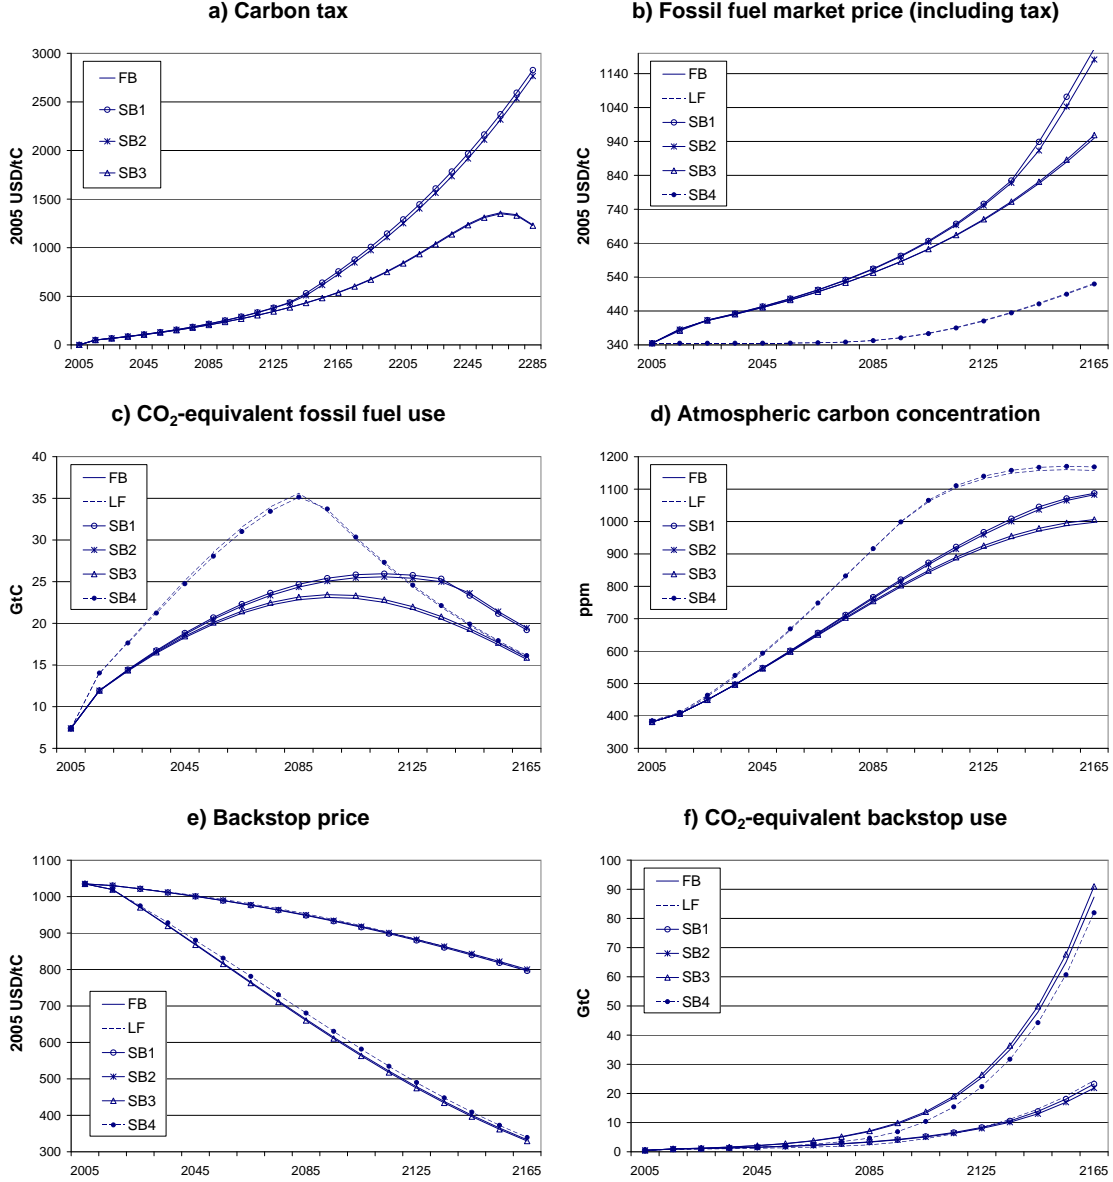 a) Carbon tax
3000
2500
2000
1500
1000
500
0
2005 USD/tC
FB
SB1
SB2
SB3
2005 2045 2085 2125 2165 2205 2245 2285
b) Fossil fuel market price (including tax)
1140
1040
940
840
740
640
540
440
340
2005 USD/tC
FB
LF
SB1
SB2
SB3
SB4
2005 2045 2085 2125 2165
c) CO₂-equivalent fossil fuel use
40
35
30
25
20
15
10
5
GtC
FB
LF
SB1
SB2
SB3
SB4
2005 2045 2085 2125 2165
d) Atmospheric carbon concentration
1200
1100
1000
900
800
700
600
500
400
300
ppm
FB
LF
SB1
SB2
SB3
SB4
2005 2045 2085 2125 2165
e) Backstop price
1100
1000
900
800
700
600
500
400
300
2005 USD/tC
FB
LF
SB1
SB2
SB3
SB4
2005 2045 2085 2125 2165
f) CO₂-equivalent backstop use
100
90
80
70
60
50
40
30
20
10
0
GtC
FB
LF
SB1
SB2
SB3
SB4
2005 2045 2085 2125 2165